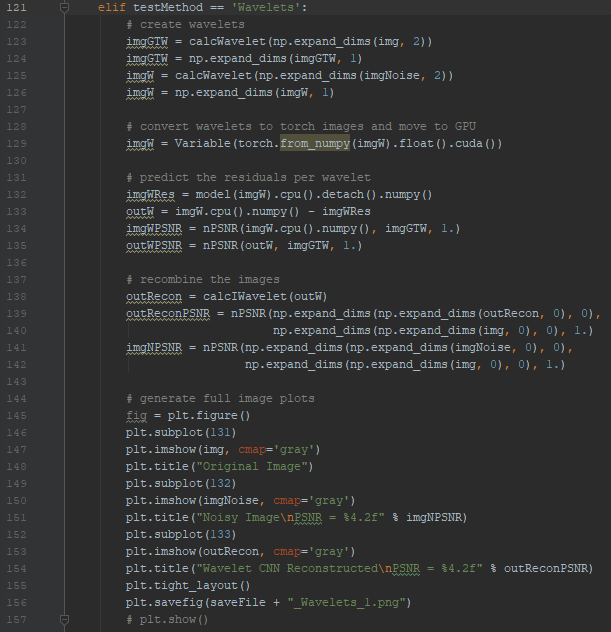 121 elif testMethod == 'Wavelets':
122 # create wavelets
123 imgGTW = calcWavelet(np.expand_dims(img, 2))
124 imgGTW = np.expand_dims(imgGTW, 1)
125 imgW = calcWavelet(np.expand_dims(imgNoise, 2))
126 imgW = np.expand_dims(imgW, 1)
127
128 # convert wavelets to torch images and move to GPU
129 imgW = Variable(torch.from_numpy(imgW).float().cuda())
130
131 # predict the residuals per wavelet
132 imgWRes = model(imgW).cpu().detach().numpy()
133 outW = imgW.cpu().numpy() - imgWRes
134 imgWPSNR = nPSNR(imgW.cpu().numpy(), imgGTW, 1.)
135 outWPSNR = nPSNR(outW, imgGTW, 1.)
136
137 # recombine the images
138 outRecon = calcIWavelet(outW)
139 outReconPSNR = nPSNR(np.expand_dims(np.expand_dims(outRecon, 0), 0),
140 np.expand_dims(np.expand_dims(img, 0), 0), 1.)
141 imgNPSNR = nPSNR(np.expand_dims(np.expand_dims(imgNoise, 0), 0),
142 np.expand_dims(np.expand_dims(img, 0), 0), 1.)
143
144 # generate full image plots
145 fig = plt.figure()
146 plt.subplot(131)
147 plt.imshow(img, cmap='gray')
148 plt.title("Original Image")
149 plt.subplot(132)
150 plt.imshow(imgNoise, cmap='gray')
151 plt.title("Noisy Image\nPSNR = %4.2f" % imgNPSNR)
152 plt.subplot(133)
153 plt.imshow(outRecon, cmap='gray')
154 plt.title("Wavelet CNN Reconstructed\nPSNR = %4.2f" % outReconPSNR)
155 plt.tight_layout()
156 plt.savefig(saveFile + "_Wavelets_1.png")
157 # plt.show()